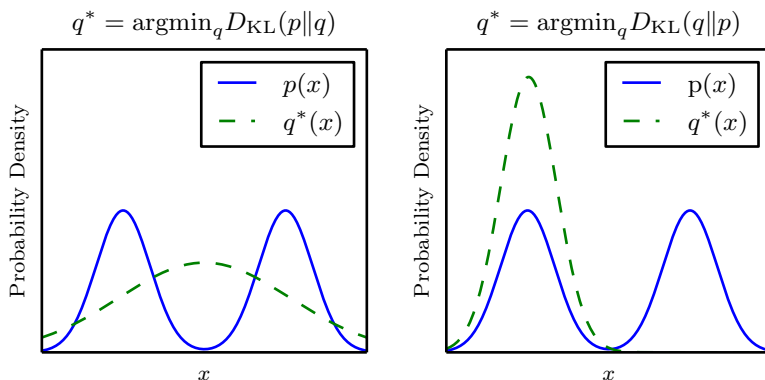 q* = argmin_q D_KL(p‖q)
p(x)
q*(x)
Probability Density
x
q* = argmin_q D_KL(q‖p)
p(x)
q*(x)
Probability Density
x